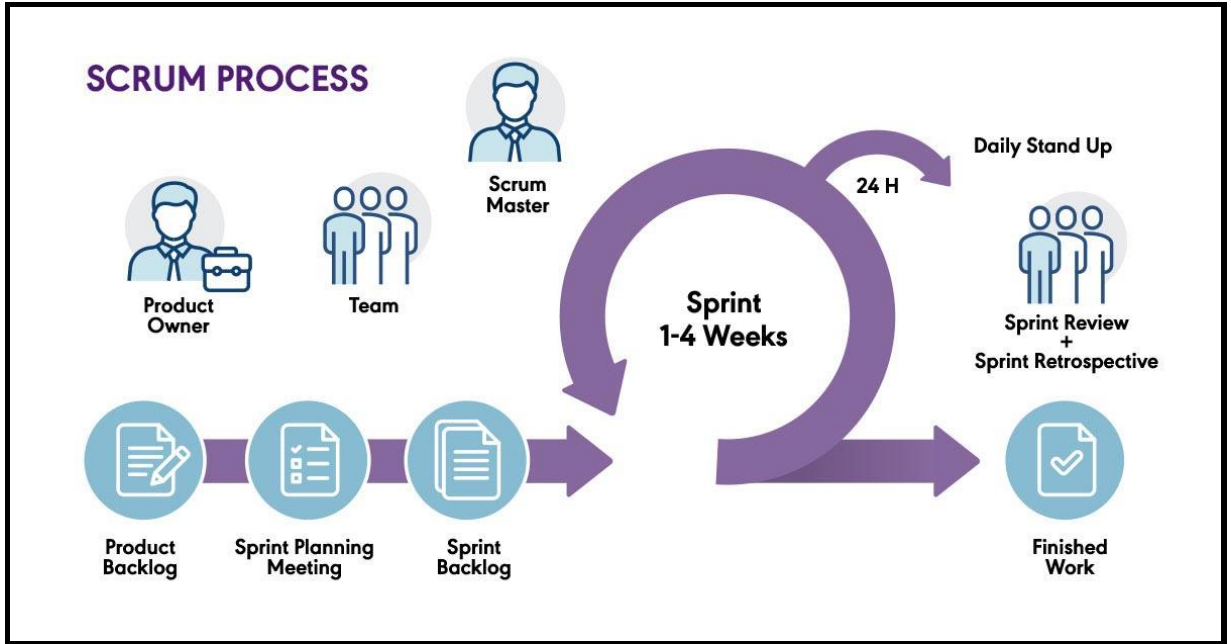 SCRUM PROCESS
Scrum
Master
Product
Owner
Team
Daily Stand Up
24 H
Sprint
1-4 Weeks
Sprint Review
+
Sprint Retrospective
Product
Backlog
Sprint Planning
Meeting
Sprint
Backlog
Finished
Work